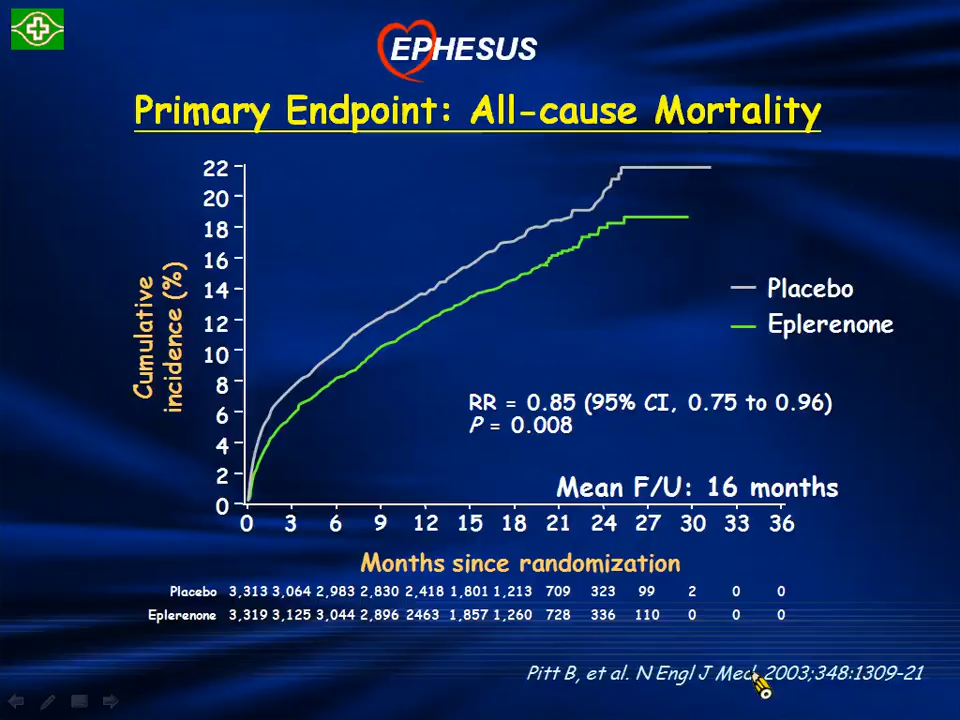 EPHESUS
Primary Endpoint: All-cause Mortality
22
20
18
16
14
12
10
8
6
4
2
0
Cumulative
incidence (%)
Placebo
Eplerenone
RR = 0.85 (95% CI, 0.75 to 0.96)
P = 0.008
Mean F/U: 16 months
0 3 6 9 12 15 18 21 24 27 30 33 36
Months since randomization
Placebo 3,313 3,064 2,983 2,830 2,418 1,801 1,213 709 323 99 2 0 0
Eplerenone 3,319 3,125 3,044 2,896 2463 1,857 1,260 728 336 110 0 0 0
Pitt B, et al. N Engl J Med. 2003;348:1309-21